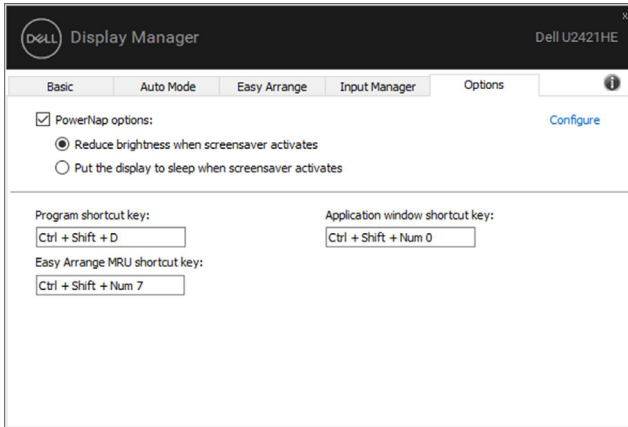 DELL Display Manager
Dell U2421HE
x
Basic
Auto Mode
Easy Arrange
Input Manager
Options
PowerNap options:
Configure
Reduce brightness when screensaver activates
Put the display to sleep when screensaver activates
Program shortcut key:
Application window shortcut key:
Ctrl + Shift + D
Ctrl + Shift + Num 0
Easy Arrange MRU shortcut key:
Ctrl + Shift + Num 7